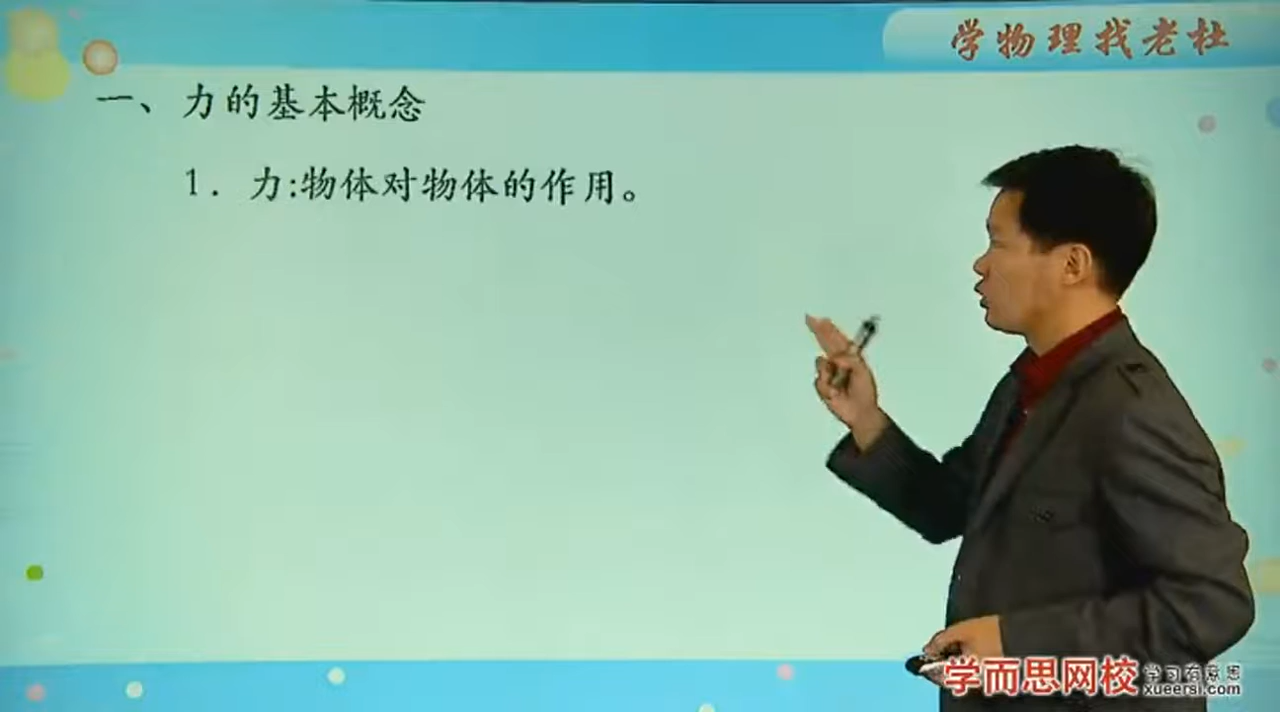 学物理找老杜
一、力的基本概念
1. 力:物体对物体的作用。
学而思网校
学习有意思
xueersi.com